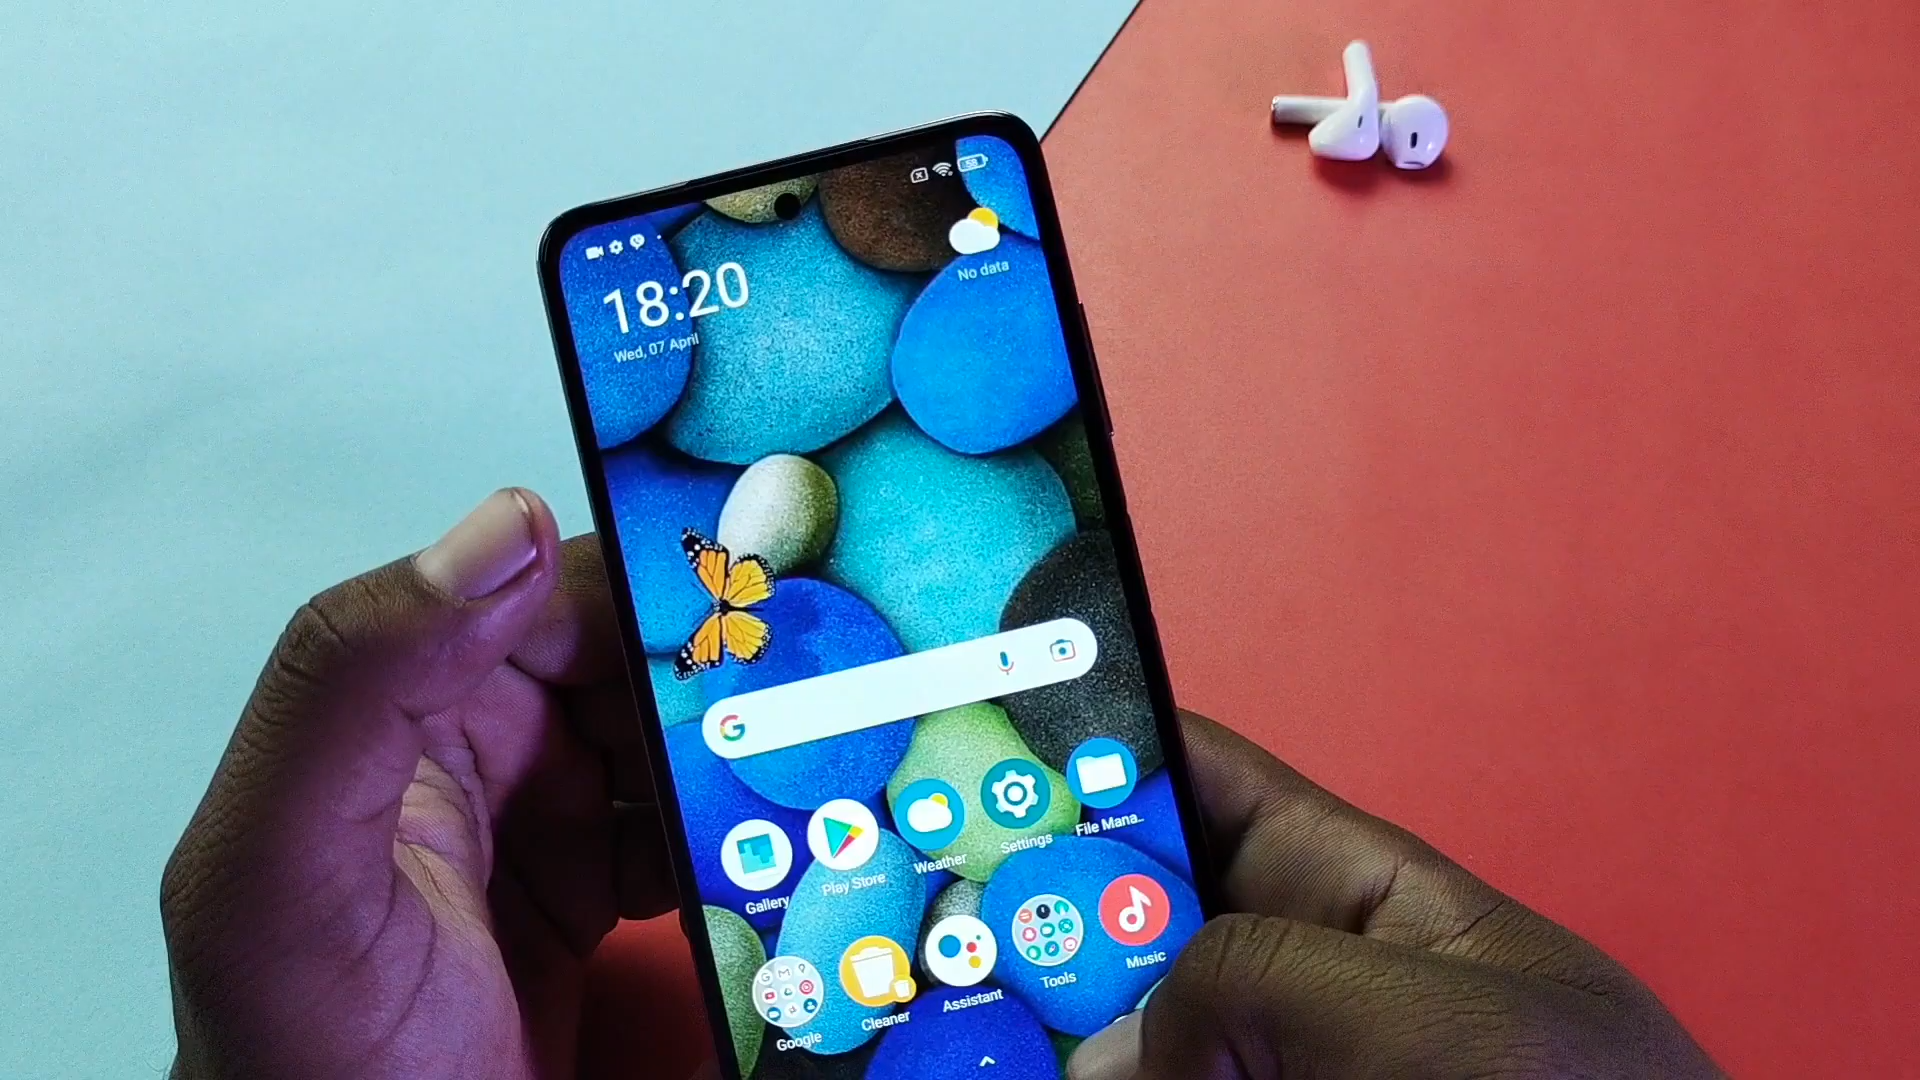 58
No data
18:20
Wed, 07 April
G
Gallery
Play Store
Weather
Settings
File Mana..
Google
Cleaner
Assistant
Tools
Music